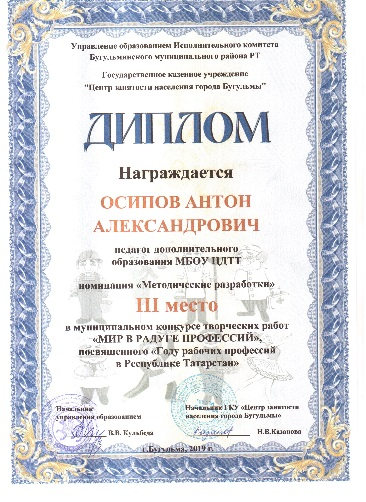 Управление образованием Исполнительного комитета
Бугульминского муниципального района РТ
Государственное казенное учреждение
"Центр занятости населения города Бугульмы"
ДИПЛОМ
Награждается
ОСИПОВ АНТОН
АЛЕКСАНДРОВИЧ
педагог дополнительного
образования МБОУ ЦДТТ
номинация «Методические разработки»
III место
в муниципальном конкурсе творческих работ
«МИР В РАДУГЕ ПРОФЕССИЙ»,
посвященного «Году рабочих профессий
в Республике Татарстан»
Начальник
управления образованием
В.В. Кульбеда
Начальник ГКУ «Центр занятости
населения города Бугульмы»
Н.В.Казакова
г.Бугульма, 2019 г.